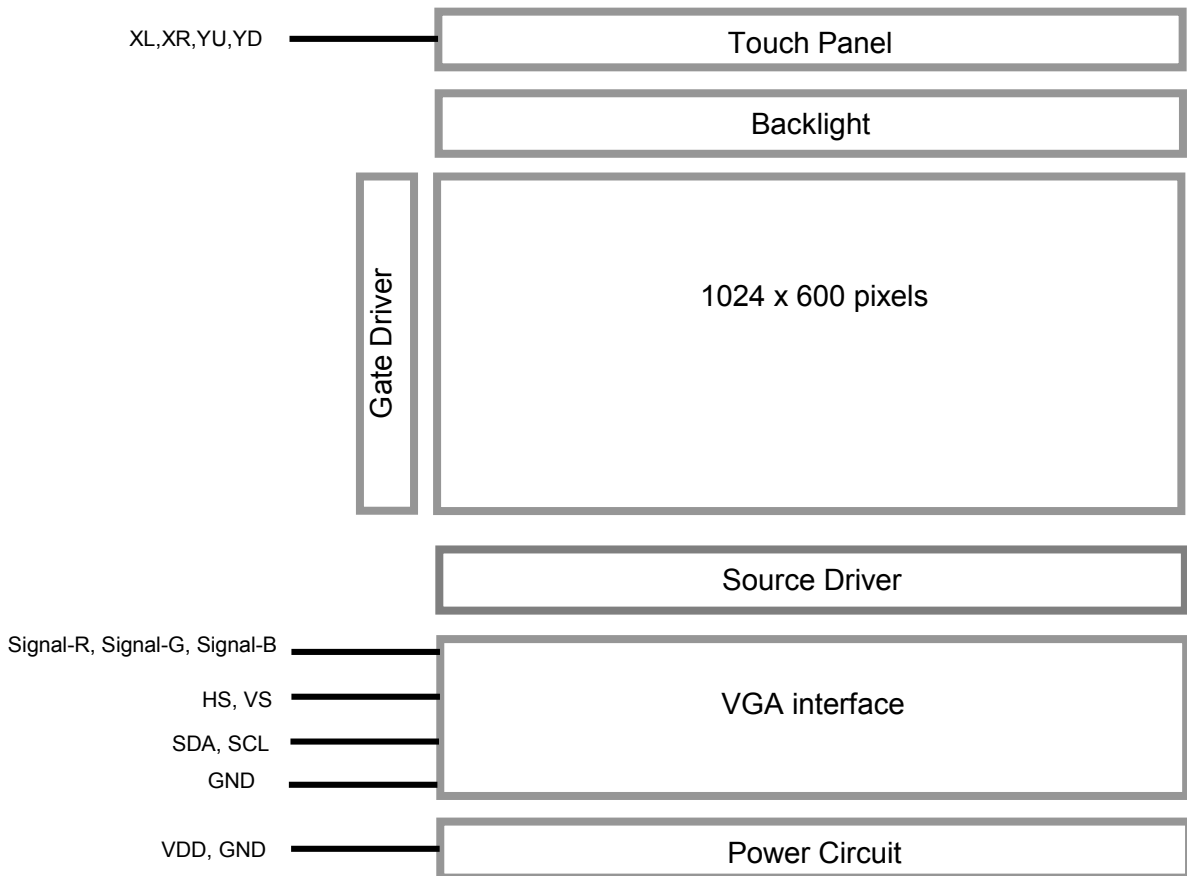 XL,XR,YU,YD
Touch Panel
Backlight
Gate Driver
1024 x 600 pixels
Source Driver
Signal-R, Signal-G, Signal-B
HS, VS
VGA interface
SDA, SCL
GND
VDD, GND
Power Circuit